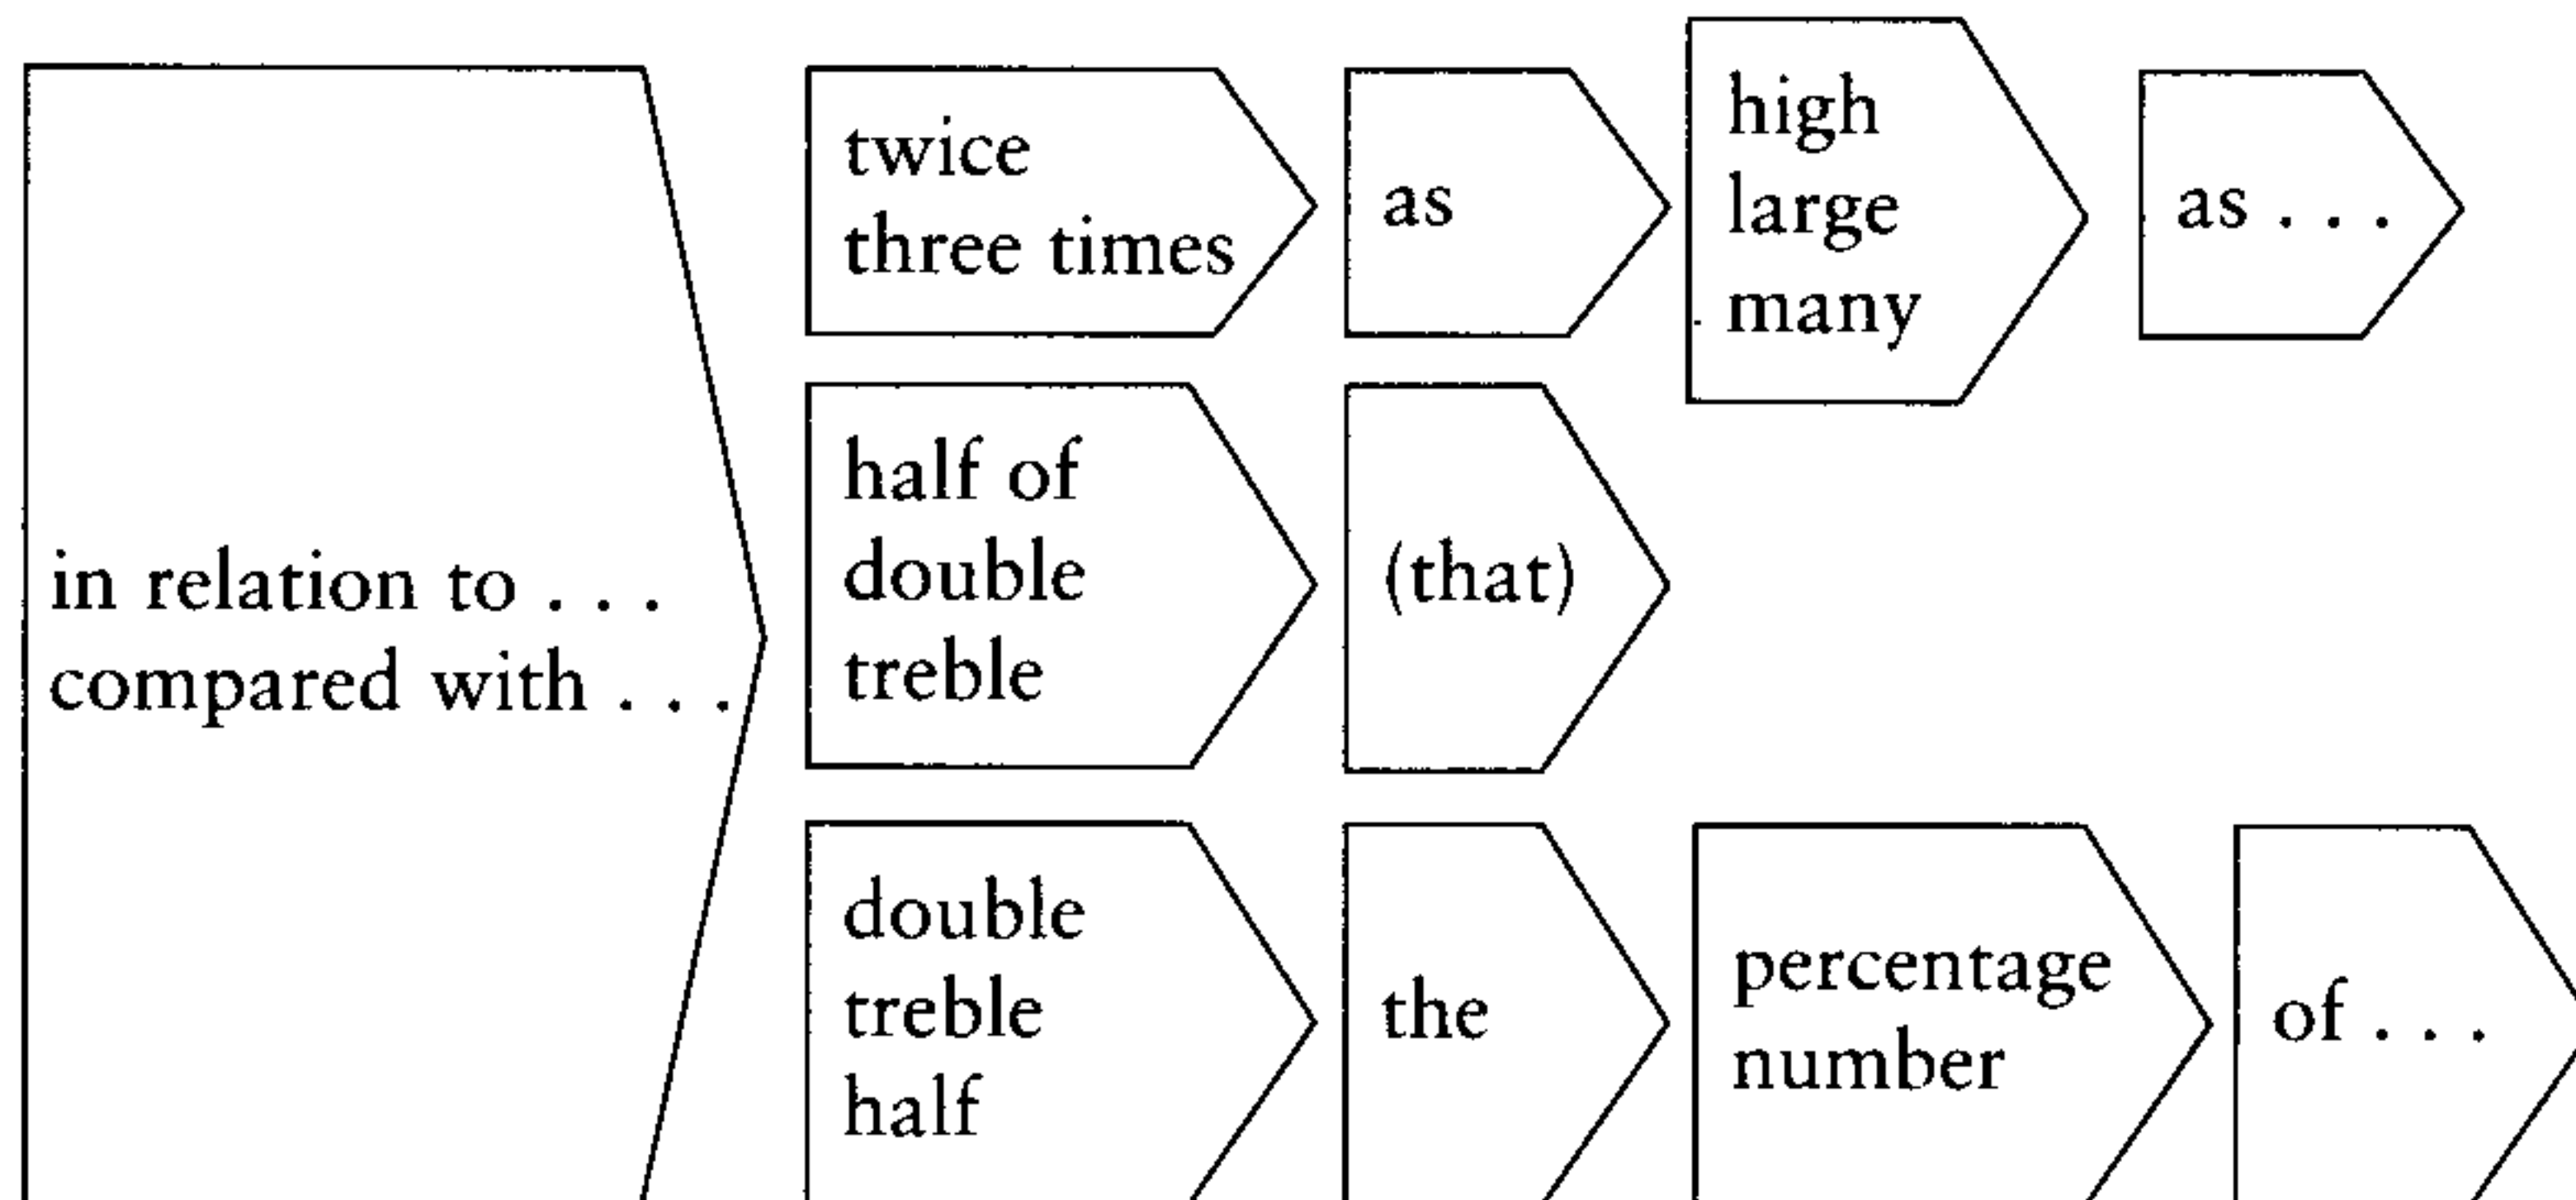 in relation to . . .
compared with . . .
twice
three times
as
high
large
many
as . . .
half of
double
treble
(that)
double
treble
half
the
percentage
number
of . . .